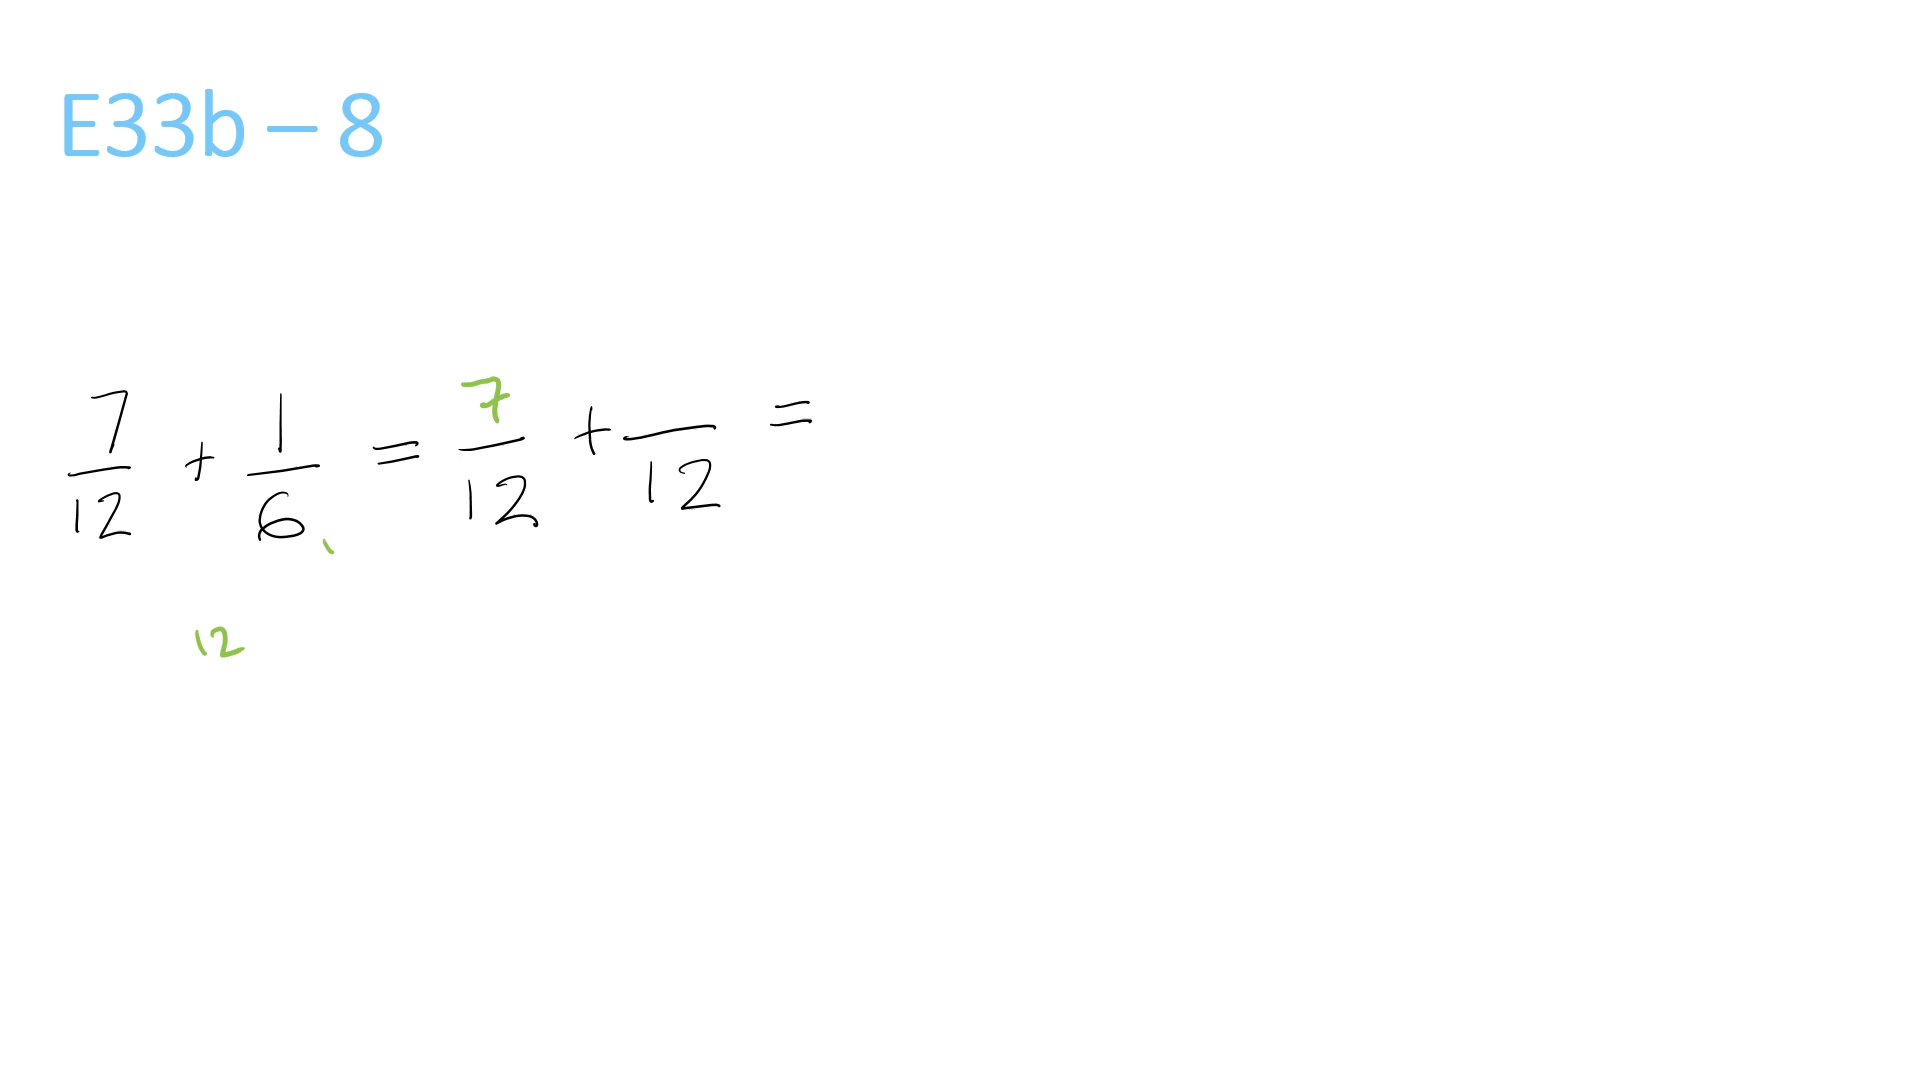 E33b – 8
7/12 + 1/6 = 7/12 + /12 =
12